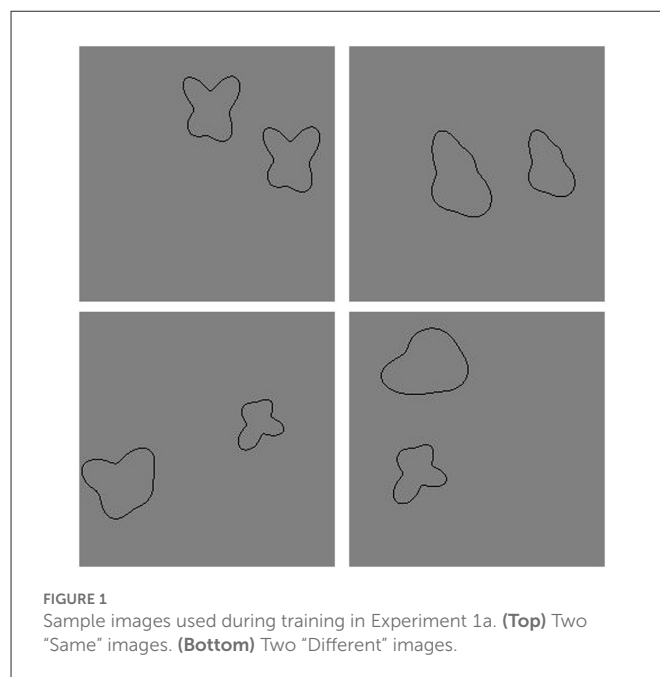 FIGURE 1
Sample images used during training in Experiment 1a. (Top) Two
“Same” images. (Bottom) Two “Different” images.